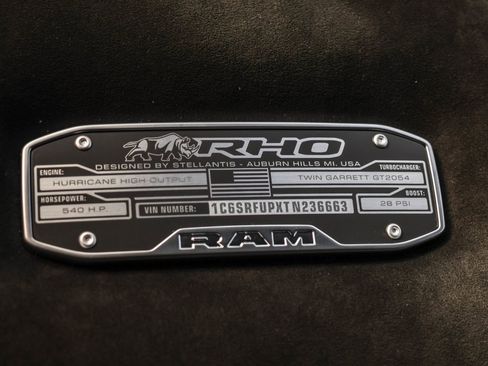 RHO
DESIGNED BY STELLANTIS - AUBURN HILLS MI. USA
ENGINE:
HURRICANE HIGH OUTPUT
TURBOCHARGER:
TWIN GARRETT GT2054
HORSEPOWER:
540 H.P.
VIN NUMBER:
1C6SRFUPXTN236663
BOOST:
28 PSI
RAM